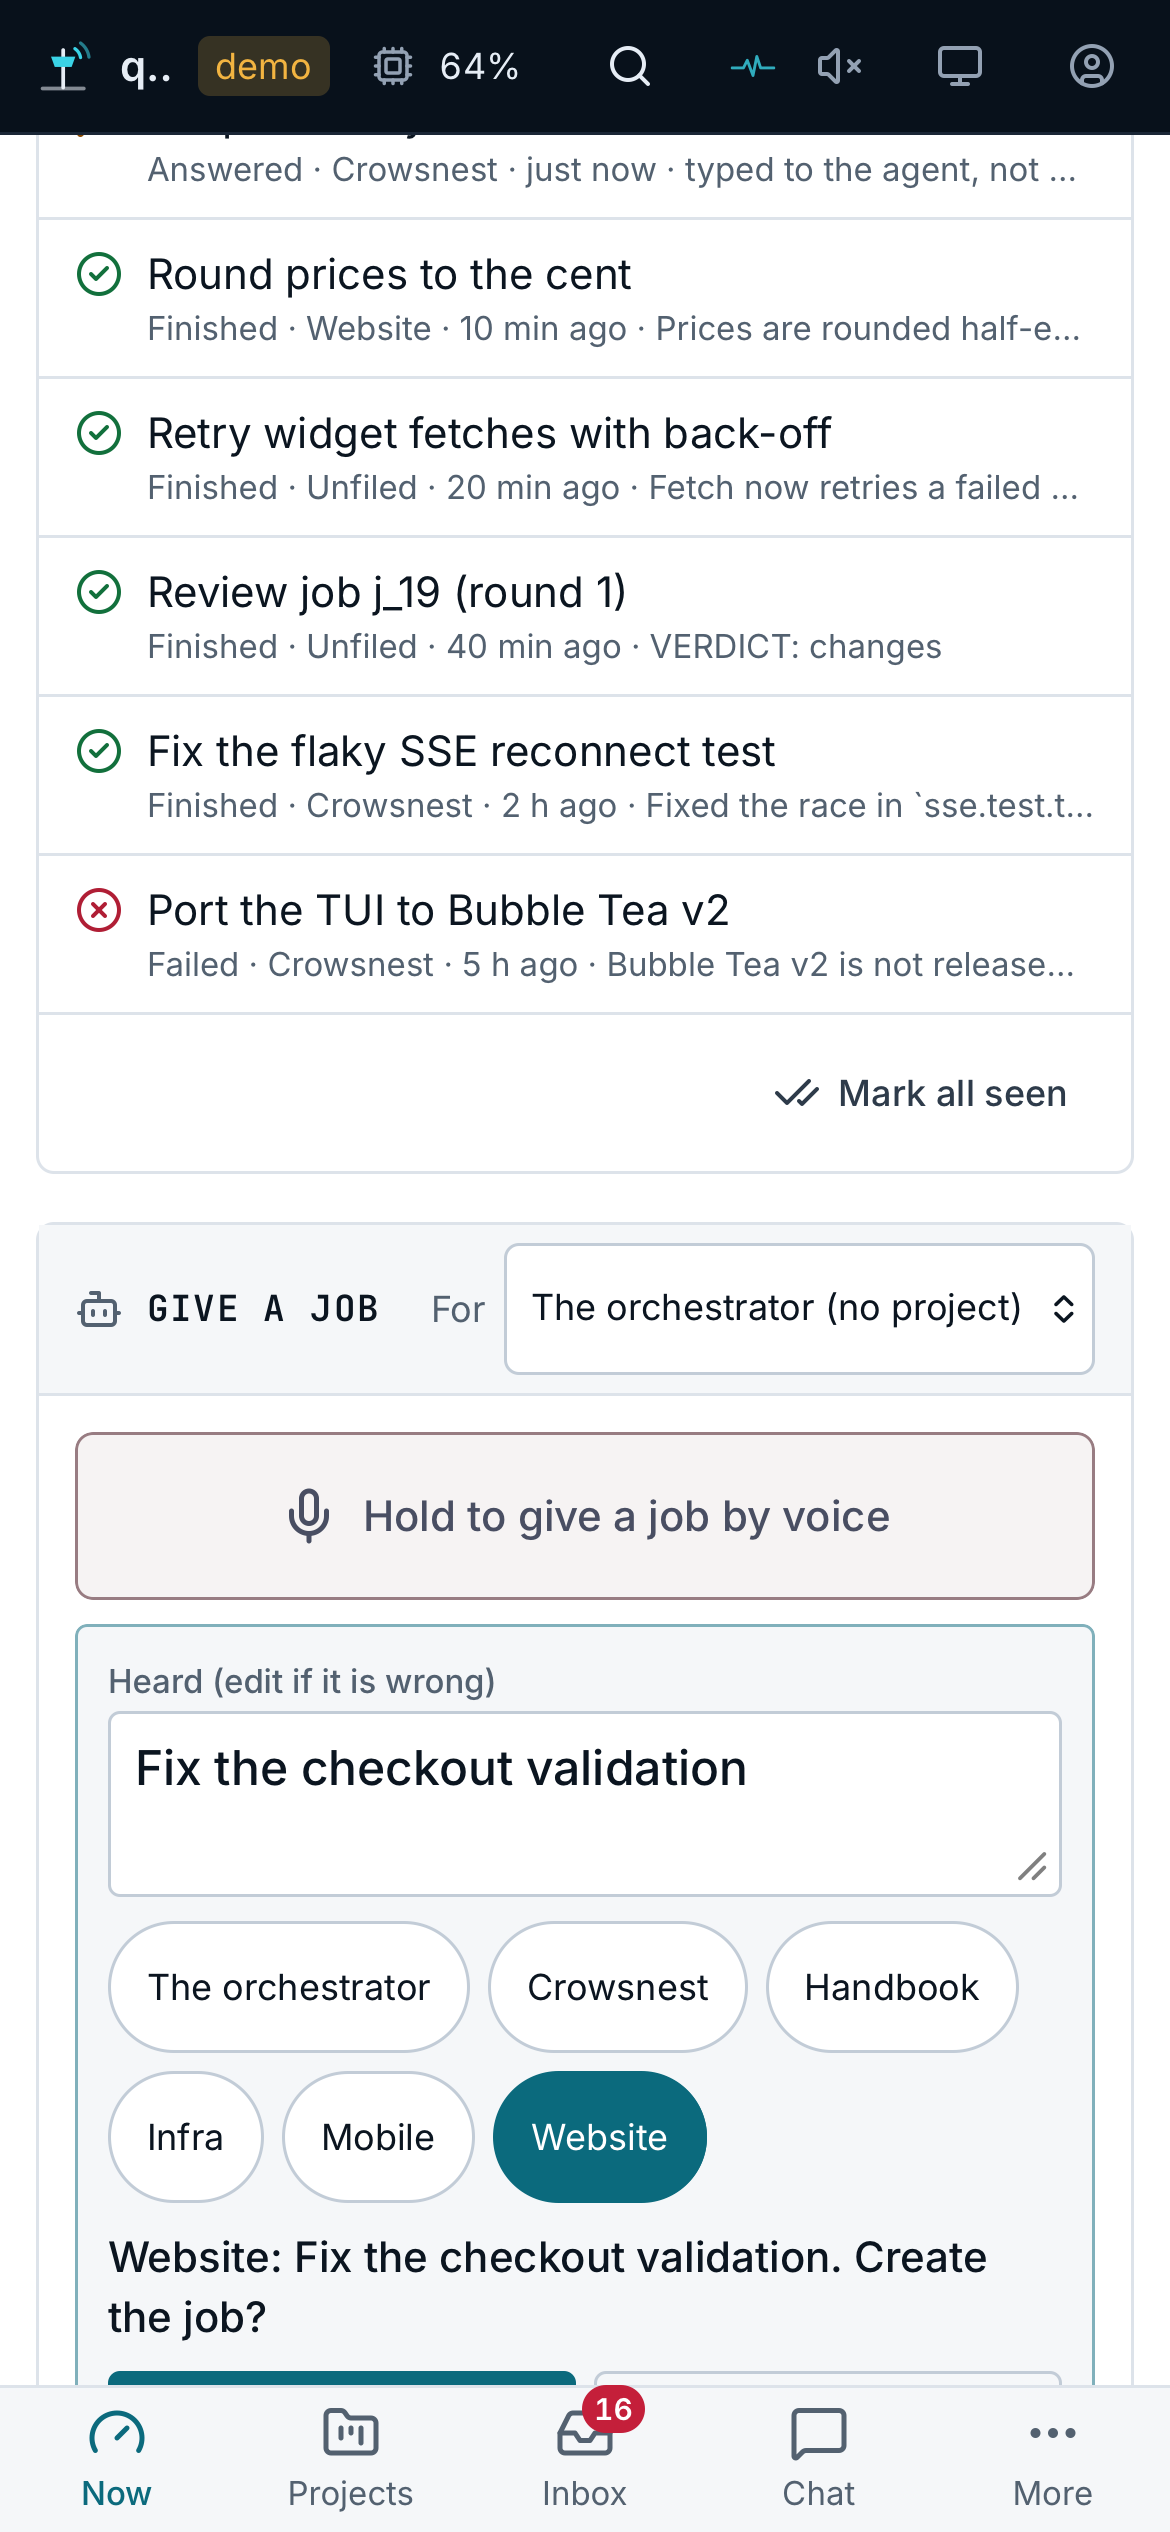 q..
demo
64%
Answered · Crowsnest · just now · typed to the agent, not ...
Round prices to the cent
Finished · Website · 10 min ago · Prices are rounded half-e...
Retry widget fetches with back-off
Finished · Unfiled · 20 min ago · Fetch now retries a failed ...
Review job j_19 (round 1)
Finished · Unfiled · 40 min ago · VERDICT: changes
Fix the flaky SSE reconnect test
Finished · Crowsnest · 2 h ago · Fixed the race in `sse.test.t...
Port the TUI to Bubble Tea v2
Failed · Crowsnest · 5 h ago · Bubble Tea v2 is not release...
Mark all seen
GIVE A JOB
For
The orchestrator (no project)
Hold to give a job by voice
Heard (edit if it is wrong)
Fix the checkout validation
The orchestrator
Crowsnest
Handbook
Infra
Mobile
Website
Website: Fix the checkout validation. Create
the job?
16
Now
Projects
Inbox
Chat
More